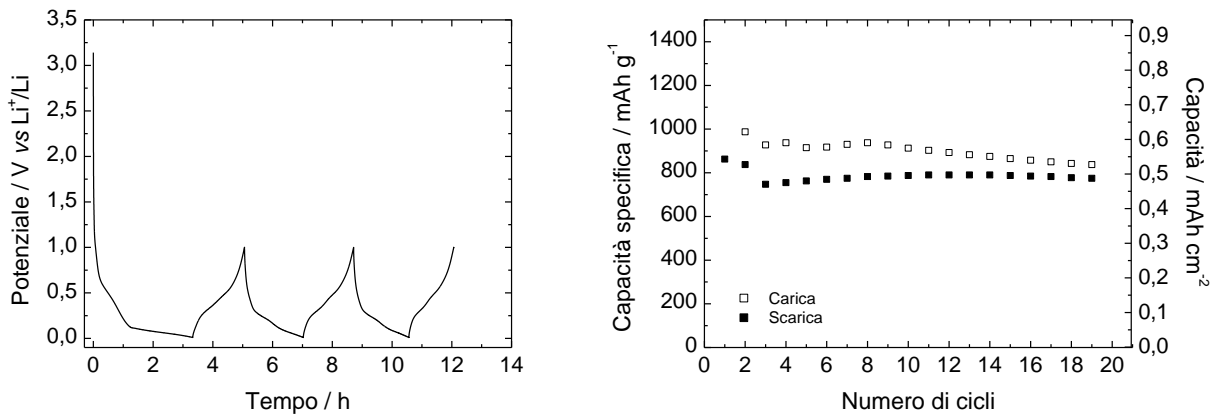 3,5
3,0
2,5
2,0
1,5
1,0
0,5
0,0
Potenziale / V vs Li⁺/Li
0 2 4 6 8 10 12 14
Tempo / h
1400
1200
1000
800
600
400
200
0
Capacità specifica / mAh g⁻¹
Carica
Scarica
0 2 4 6 8 10 12 14 16 18 20
Numero di cicli
0,9
0,8
0,7
0,6
0,5
0,4
0,3
0,2
0,1
0,0
Capacità / mAh cm⁻²